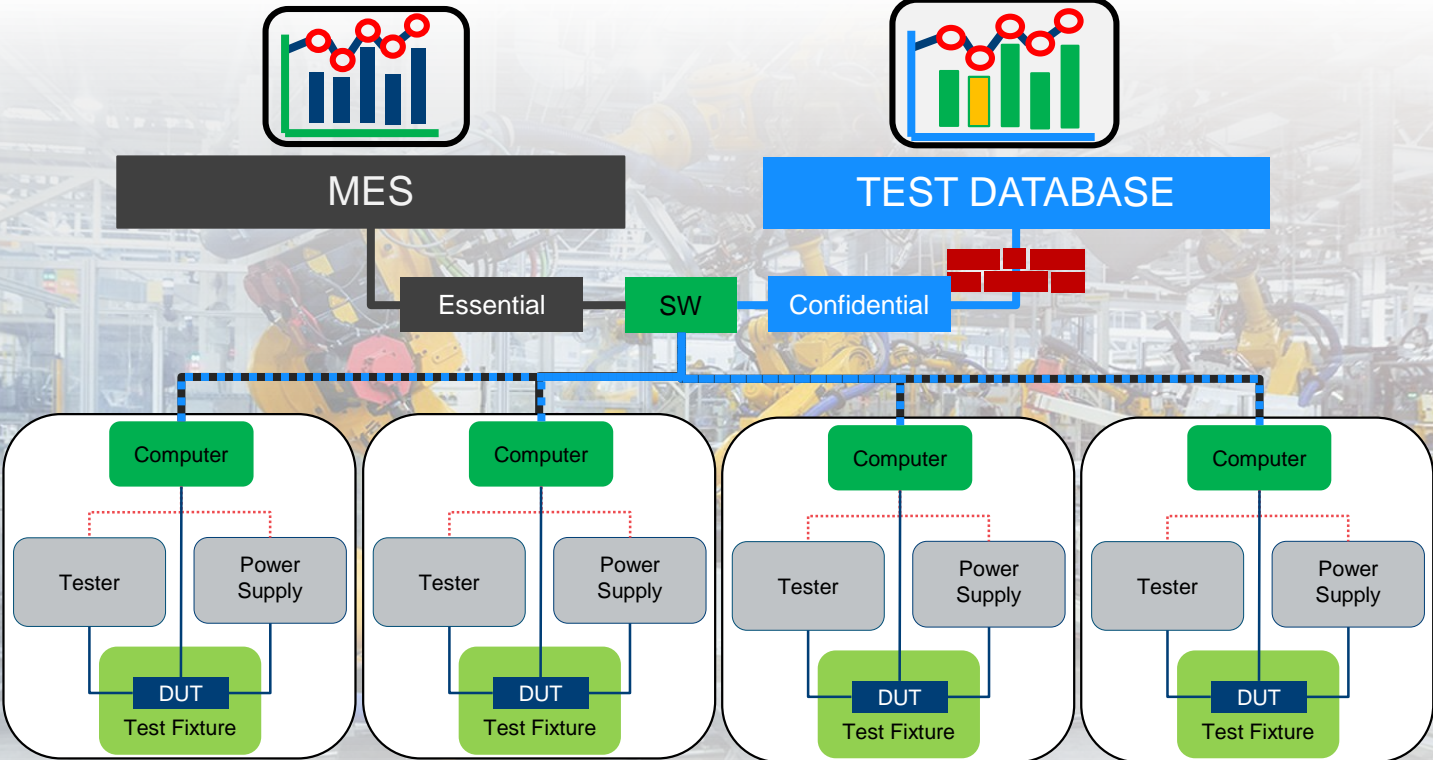 MES
TEST DATABASE
Essential
SW
Confidential
Computer
Computer
Computer
Computer
Tester
Power
Supply
Tester
Power
Supply
Tester
Power
Supply
Tester
Power
Supply
DUT
Test Fixture
DUT
Test Fixture
DUT
Test Fixture
DUT
Test Fixture